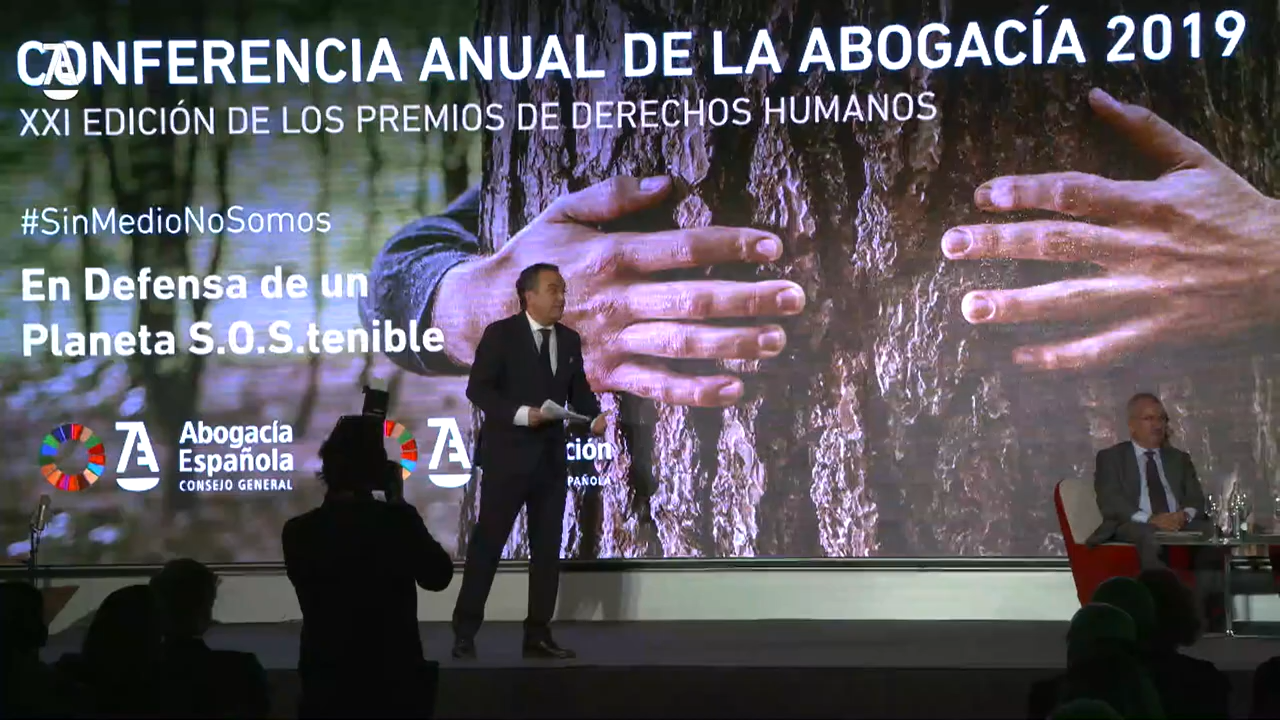 CONFERENCIA ANUAL DE LA ABOGACÍA 2019
XXI EDICIÓN DE LOS PREMIOS DE DERECHOS HUMANOS
#SinMedioNoSomos
En Defensa de un
Planeta S.O.S.tenible
Abogacía
Española
CONSEJO GENERAL
ción